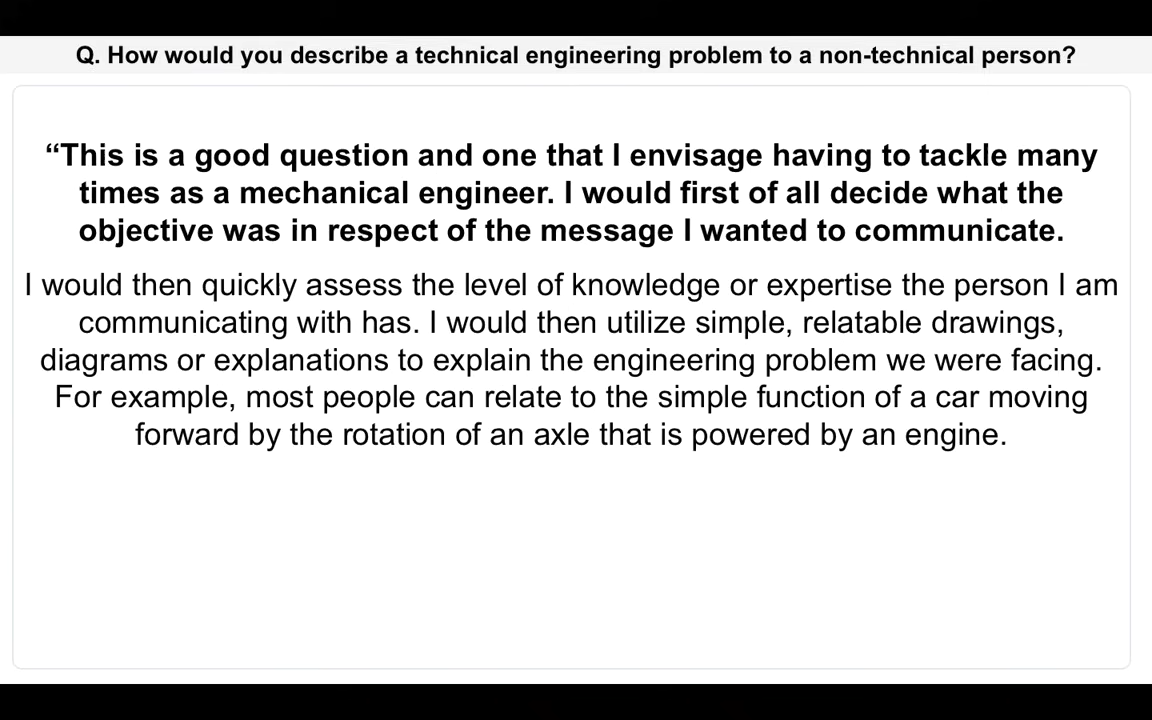 Q. How would you describe a technical engineering problem to a non-technical person?
“This is a good question and one that I envisage having to tackle many
times as a mechanical engineer. I would first of all decide what the
objective was in respect of the message I wanted to communicate.
I would then quickly assess the level of knowledge or expertise the person I am
communicating with has. I would then utilize simple, relatable drawings,
diagrams or explanations to explain the engineering problem we were facing.
For example, most people can relate to the simple function of a car moving
forward by the rotation of an axle that is powered by an engine.